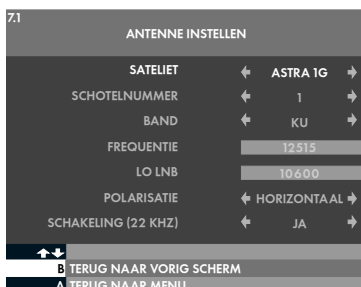 7.1
ANTENNE INSTELLEN
SATELIET ASTRA 1G
SCHOTELNUMMER 1
BAND KU
FREQUENTIE 12515
LO LNB 10600
POLARISATIE HORIZONTAAL
SCHAKELING (22 KHZ) JA
B TERUG NAAR VORIG SCHERM
A TERUG NAAR MENU